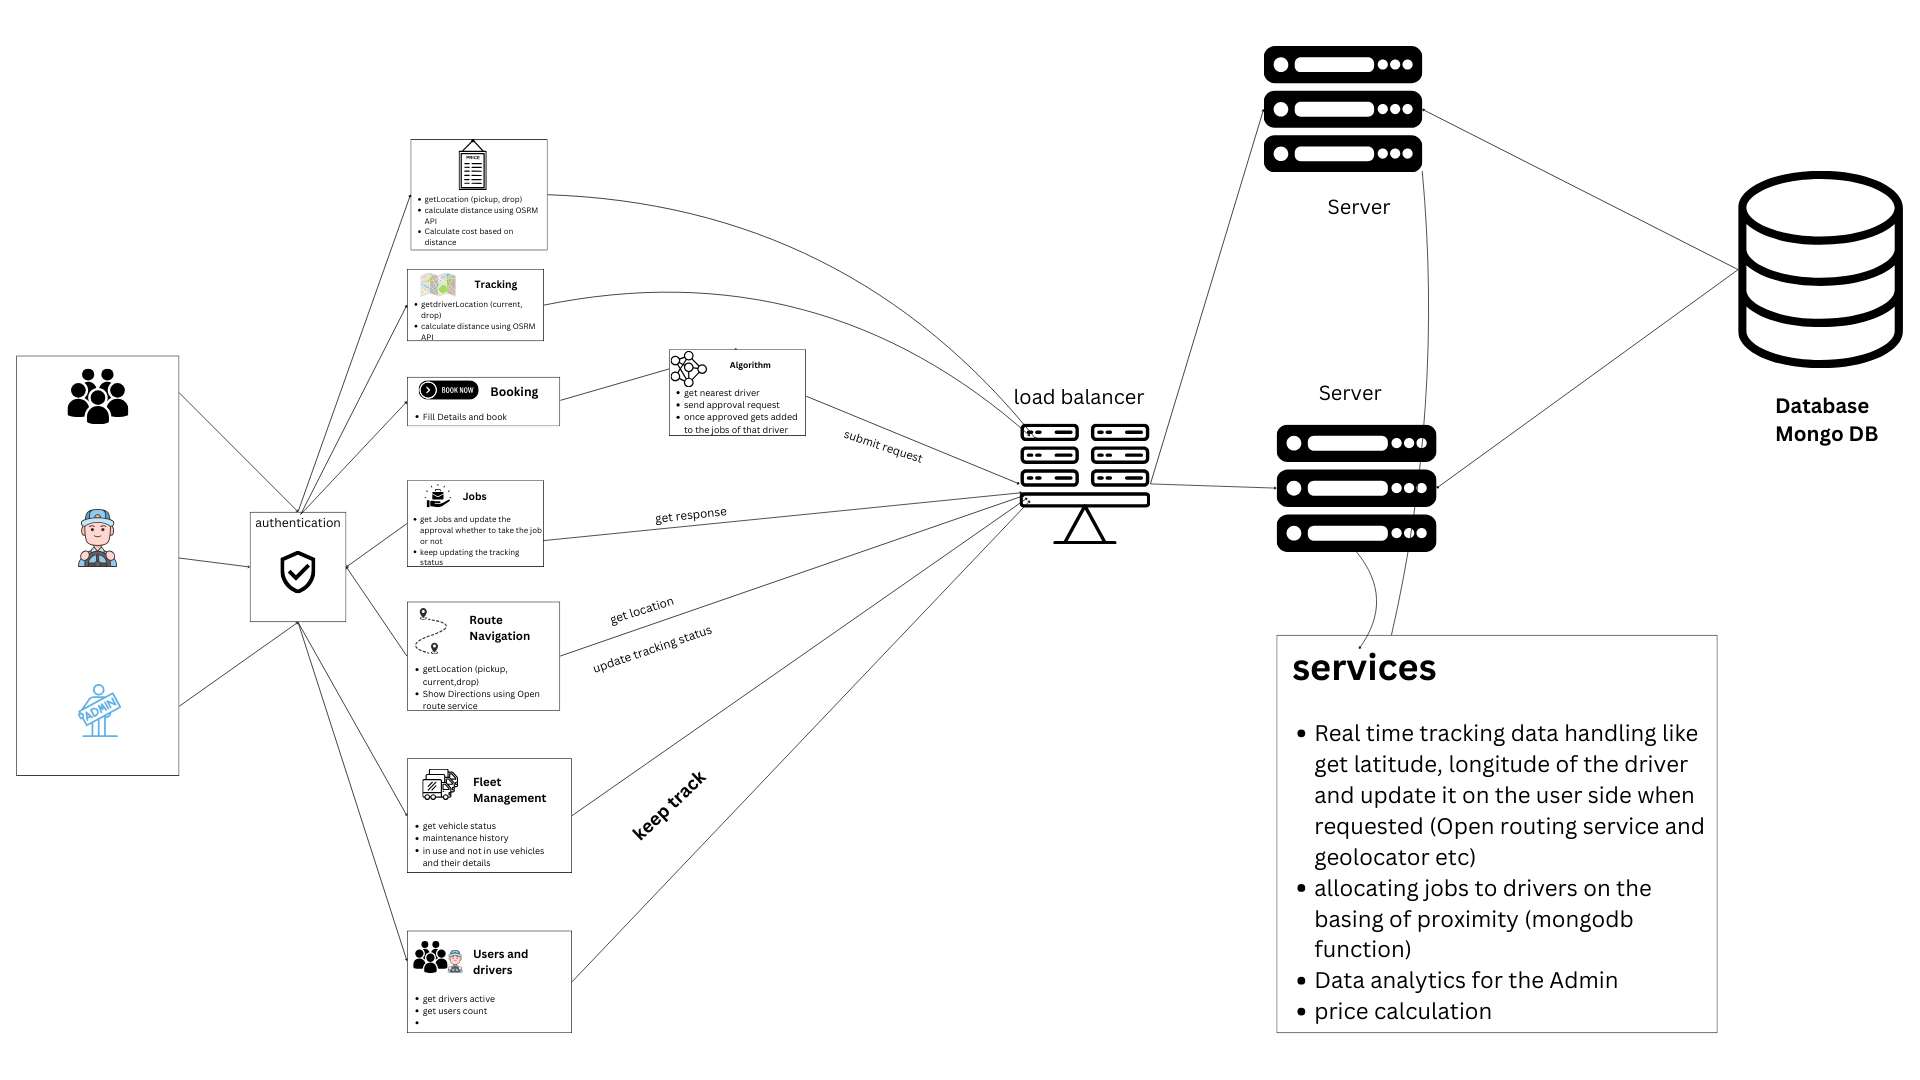 PRICE
• getLocation (pickup, drop)
• calculate distance using OSRM
API
• Calculate cost based on
distance
Tracking
• getdriverLocation (current,
drop)
• calculate distance using OSRM
API
BOOK NOW
Booking
• Fill Details and book
Algorithm
• get nearest driver
• send approval request
• once approved gets added
to the jobs of that driver
submit request
authentication
ADMIN
Jobs
• get Jobs and update the
approval whether to take the job
or not
• keep updating the tracking
status
get response
Route
Navigation
• getLocation (pickup,
current,drop)
• Show Directions using Open
route service
get location
update tracking status
Fleet
Management
• get vehicle status
• maintenance history
• in use and not in use vehicles
and their details
keep track
Users and
drivers
• get drivers active
• get users count
•
load balancer
Server
Server
Database
Mongo DB
services
• Real time tracking data handling like
get latitude, longitude of the driver
and update it on the user side when
requested (Open routing service and
geolocator etc)
• allocating jobs to drivers on the
basing of proximity (mongodb
function)
• Data analytics for the Admin
• price calculation